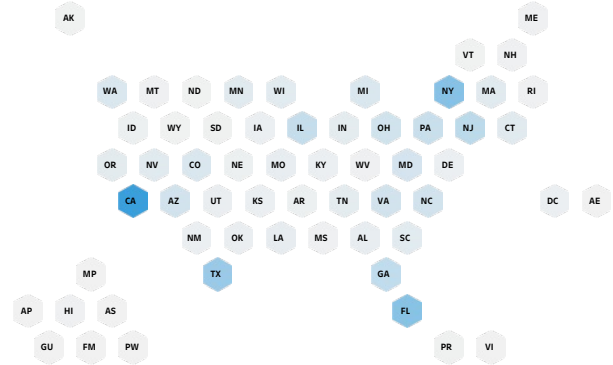 AK ME
VT NH
WA MT ND MN WI MI NY MA RI
ID WY SD IA IL IN OH PA NJ CT
OR NV CO NE MO KY WV MD DE
CA AZ UT KS AR TN VA NC DC AE
NM OK LA MS AL SC
MP TX GA
AP HI AS FL
GU FM PW PR VI